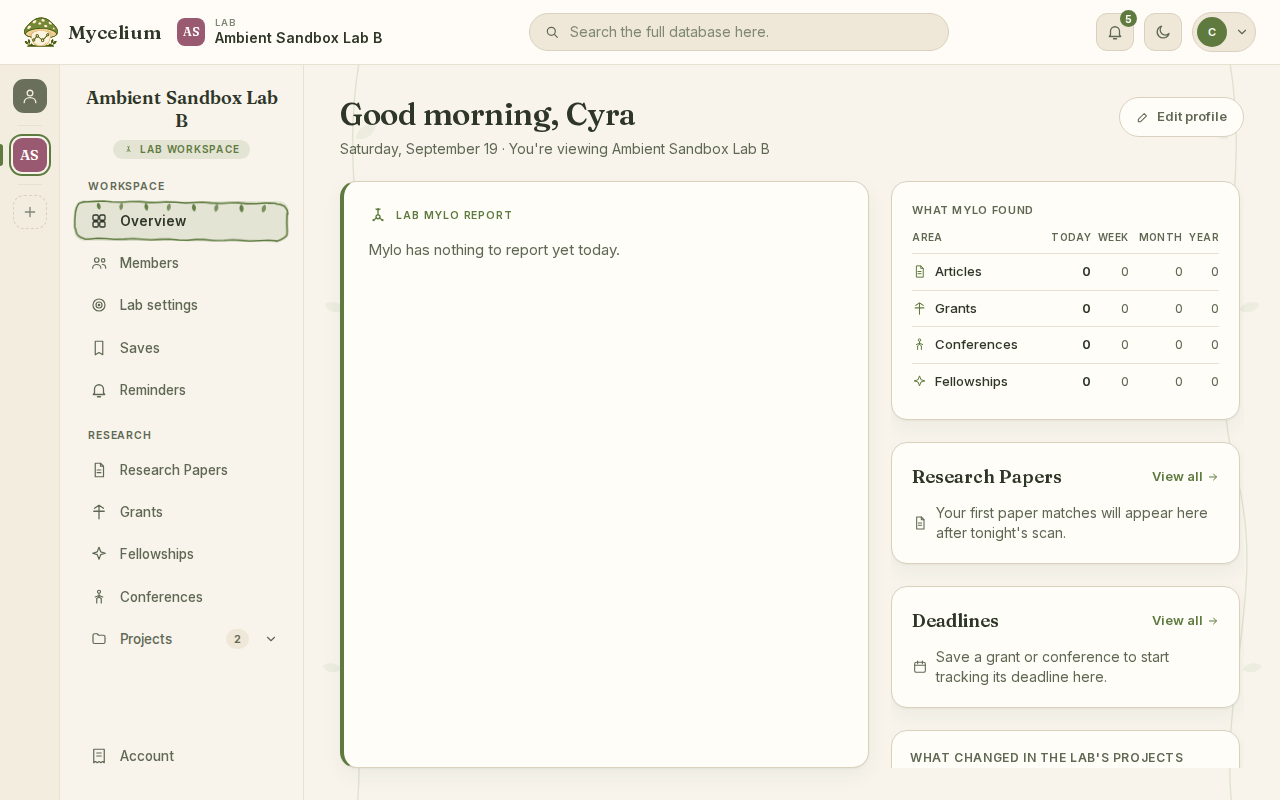 Mycelium
AS
LAB
Ambient Sandbox Lab B
Search the full database here.
5
C
AS
Ambient Sandbox Lab
B
LAB WORKSPACE
WORKSPACE
Overview
Members
Lab settings
Saves
Reminders
RESEARCH
Research Papers
Grants
Fellowships
Conferences
Projects 2
Account
Good morning, Cyra
Saturday, September 19 · You're viewing Ambient Sandbox Lab B
Edit profile
LAB MYLO REPORT
Mylo has nothing to report yet today.
WHAT MYLO FOUND
AREA TODAY WEEK MONTH YEAR
Articles 0 0 0 0
Grants 0 0 0 0
Conferences 0 0 0 0
Fellowships 0 0 0 0
Research Papers View all →
Your first paper matches will appear here
after tonight's scan.
Deadlines View all →
Save a grant or conference to start
tracking its deadline here.
WHAT CHANGED IN THE LAB'S PROJECTS